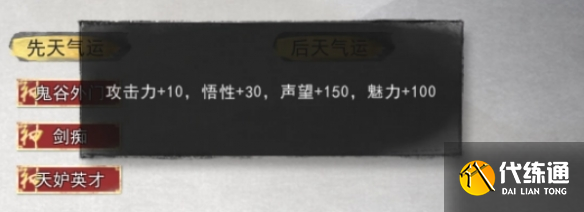 先天气运 后天气运
神 鬼谷外门
攻击力+10，悟性+30，声望+150，魅力+100
神 剑痴
神 天妒英才
代练通
DAI LIAN TONG